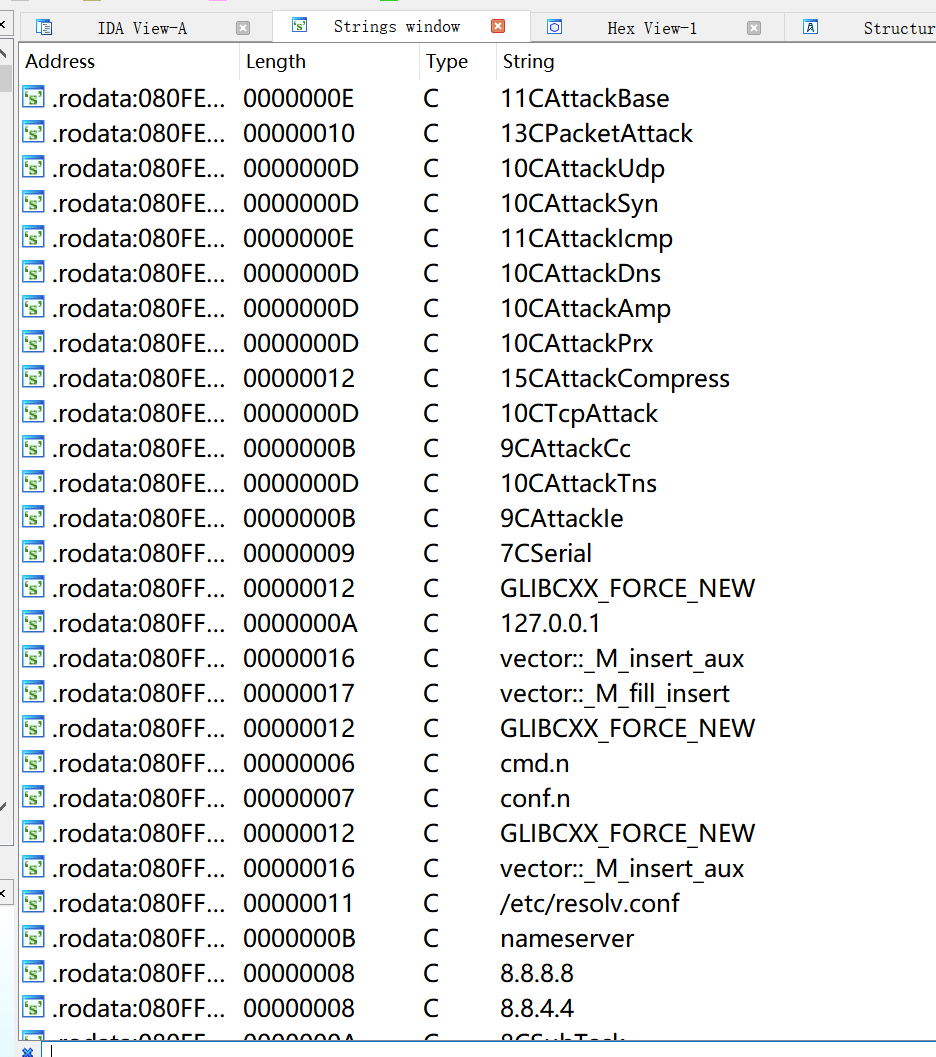 IDA View-A Strings window Hex View-1 Structur
Address Length Type String
.rodata:080FE... 0000000E C 11CAttackBase
.rodata:080FE... 00000010 C 13CPacketAttack
.rodata:080FE... 0000000D C 10CAttackUdp
.rodata:080FE... 0000000D C 10CAttackSyn
.rodata:080FE... 0000000E C 11CAttackIcmp
.rodata:080FE... 0000000D C 10CAttackDns
.rodata:080FE... 0000000D C 10CAttackAmp
.rodata:080FE... 0000000D C 10CAttackPrx
.rodata:080FE... 00000012 C 15CAttackCompress
.rodata:080FE... 0000000D C 10CTcpAttack
.rodata:080FE... 0000000B C 9CAttackCc
.rodata:080FE... 0000000D C 10CAttackTns
.rodata:080FE... 0000000B C 9CAttackIe
.rodata:080FF... 00000009 C 7CSerial
.rodata:080FF... 00000012 C GLIBCXX_FORCE_NEW
.rodata:080FF... 0000000A C 127.0.0.1
.rodata:080FF... 00000016 C vector::_M_insert_aux
.rodata:080FF... 00000017 C vector::_M_fill_insert
.rodata:080FF... 00000012 C GLIBCXX_FORCE_NEW
.rodata:080FF... 00000006 C cmd.n
.rodata:080FF... 00000007 C conf.n
.rodata:080FF... 00000012 C GLIBCXX_FORCE_NEW
.rodata:080FF... 00000016 C vector::_M_insert_aux
.rodata:080FF... 00000011 C /etc/resolv.conf
.rodata:080FF... 0000000B C nameserver
.rodata:080FF... 00000008 C 8.8.8.8
.rodata:080FF... 00000008 C 8.8.4.4
.rodata:080FF... 0000000A C 8CSubTask